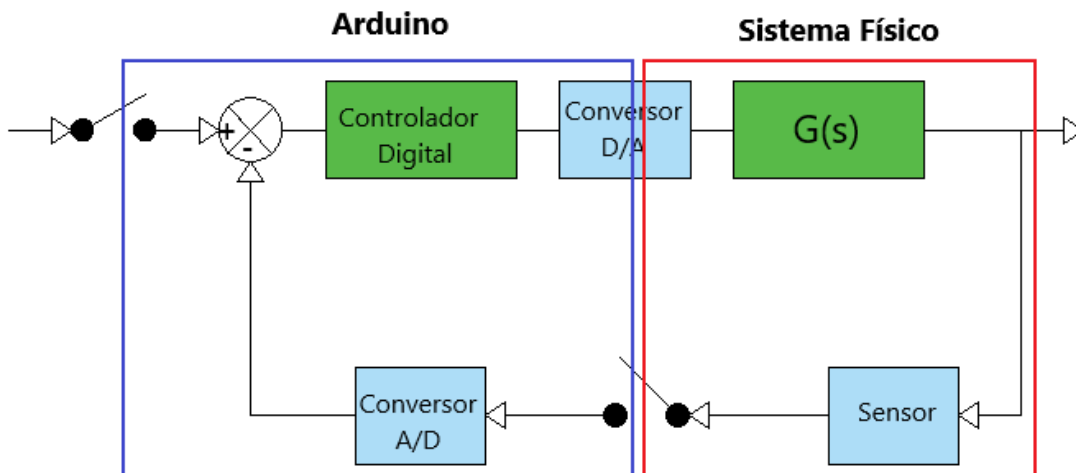 Arduino
Sistema Físico
+
-
Controlador
Digital
Conversor
D/A
G(s)
Conversor
A/D
Sensor